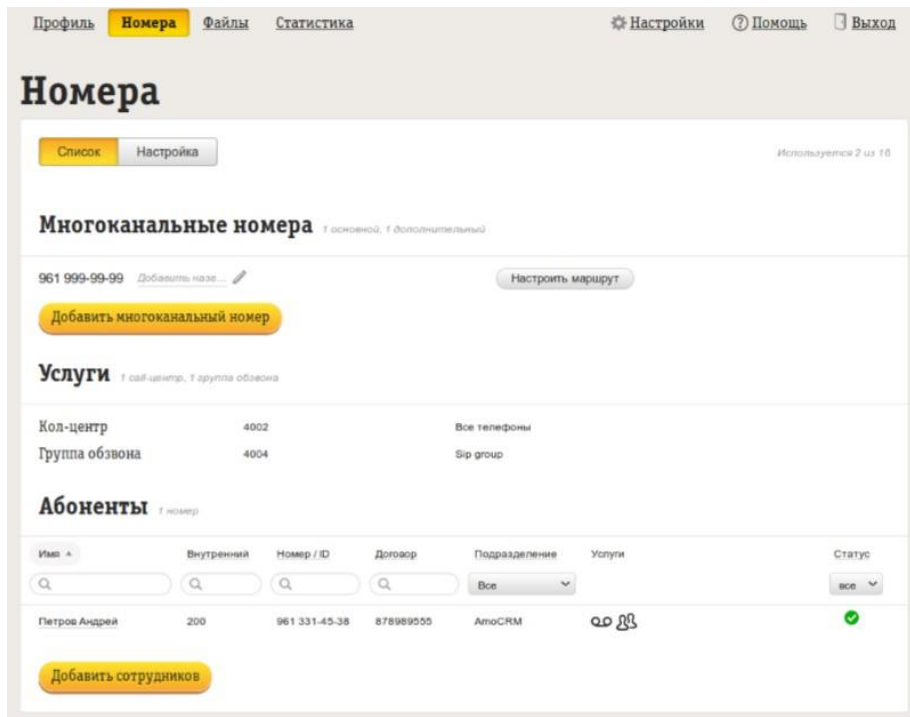 Профиль Номера Файлы Статистика Настройки Помощь Выход
Номера
Список Настройка Используется 2 из 16
Многоканальные номера 1 основной, 1 дополнительный
961 999-99-99 Добавить назв... Настроить маршрут
Добавить многоканальный номер
Услуги 1 call-центр, 1 группа обзвона
Кол-центр 4002 Все телефоны
Группа обзвона 4004 Sip group
Абоненты 1 номер
Имя Внутренний Номер / ID Договор Подразделение Услуги Статус
Все все
Петров Андрей 200 961 331-45-38 878989555 AmoCRM
Добавить сотрудников